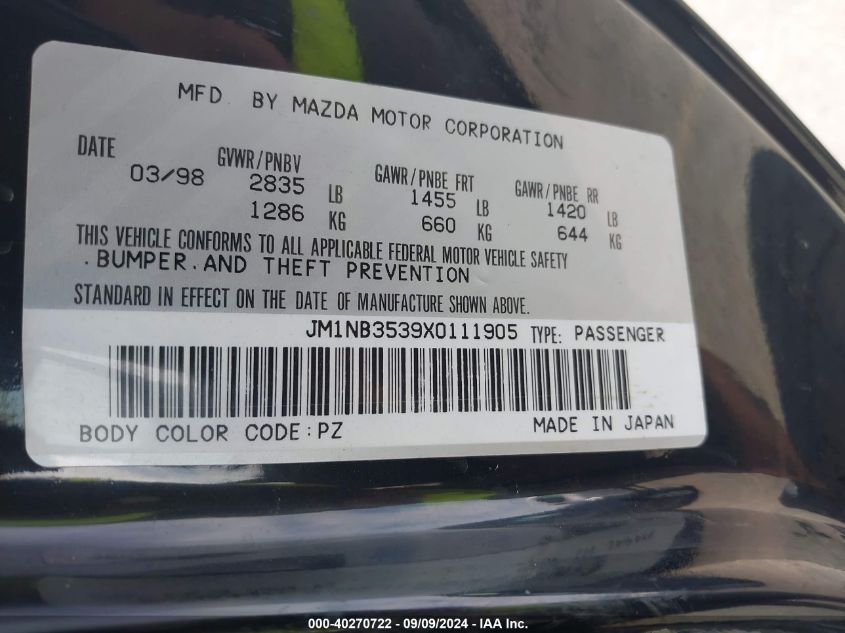 MFD. BY MAZDA MOTOR CORPORATION
DATE GVWR/PNBV GAWR/PNBE FRT GAWR/PNBE RR
03/98 2835 LB 1455 LB 1420 LB
1286 KG 660 KG 644 KG
THIS VEHICLE CONFORMS TO ALL APPLICABLE FEDERAL MOTOR VEHICLE SAFETY
.BUMPER.AND THEFT PREVENTION
STANDARD IN EFFECT ON THE DATE OF MANUFACTURE SHOWN ABOVE.
JM1NB3539X0111905 TYPE: PASSENGER
BODY COLOR CODE:PZ MADE IN JAPAN
000-40270722 - 09/09/2024 - IAA Inc.